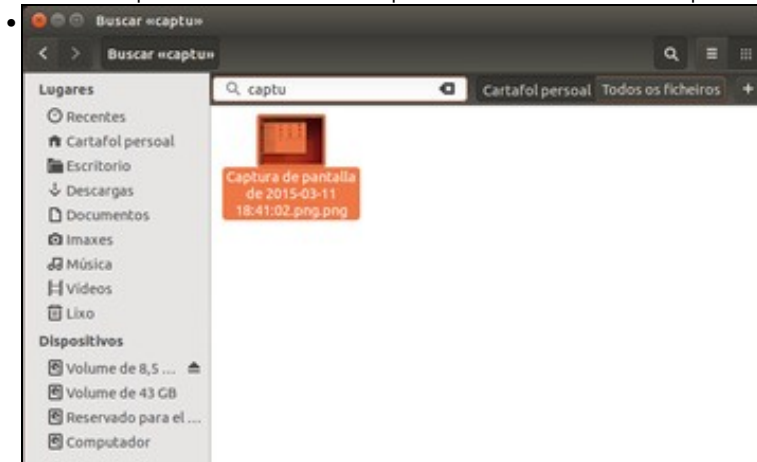 Buscar «captu»
Buscar «captu»
Lugares
captu
Cartafol persoal
Todos os ficheiros
Recentes
Cartafol persoal
Escritorio
Descargas
Documentos
Imaxes
Música
Vídeos
Lixo
Dispositivos
Volume de 8,5 ...
Volume de 43 GB
Reservado para el ...
Computador
Captura de pantalla
de 2015-03-11
18:41:02.png.png